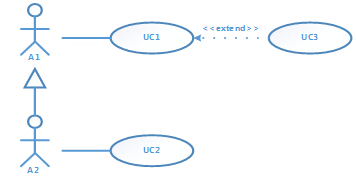 <<extend>>
UC1
UC3
A1
UC2
A2